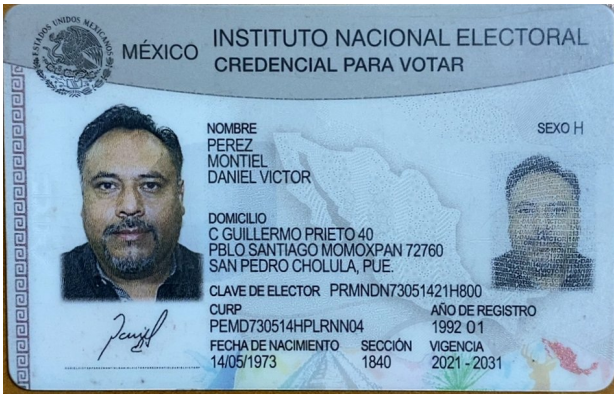 ESTADOS UNIDOS MEXICANOS
MÉXICO INSTITUTO NACIONAL ELECTORAL
CREDENCIAL PARA VOTAR
NOMBRE SEXO H
PEREZ
MONTIEL
DANIEL VICTOR
DOMICILIO
C GUILLERMO PRIETO 40
PBLO SANTIAGO MOMOXPAN 72760
SAN PEDRO CHOLULA, PUE.
CLAVE DE ELECTOR PRMNDN73051421H800
CURP AÑO DE REGISTRO
PEMD730514HPLRNN04 1992 01
FECHA DE NACIMIENTO SECCIÓN VIGENCIA
14/05/1973 1840 2021 - 2031